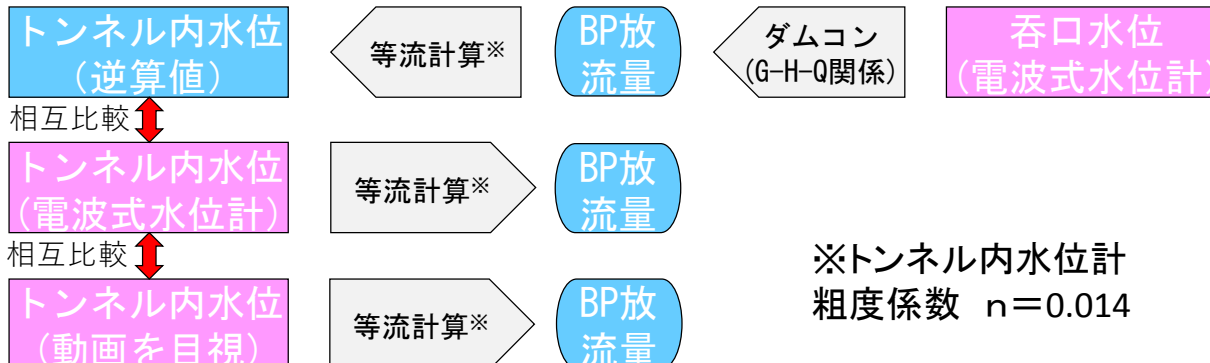 トンネル内水位
(逆算値)
等流計算※
BP放
流量
ダムコン
(G-H-Q関係)
呑口水位
(電波式水位計)
相互比較
トンネル内水位
(電波式水位計)
等流計算※
BP放
流量
相互比較
トンネル内水位
(動画を目視)
等流計算※
BP放
流量
※トンネル内水位計
粗度係数　n＝0.014